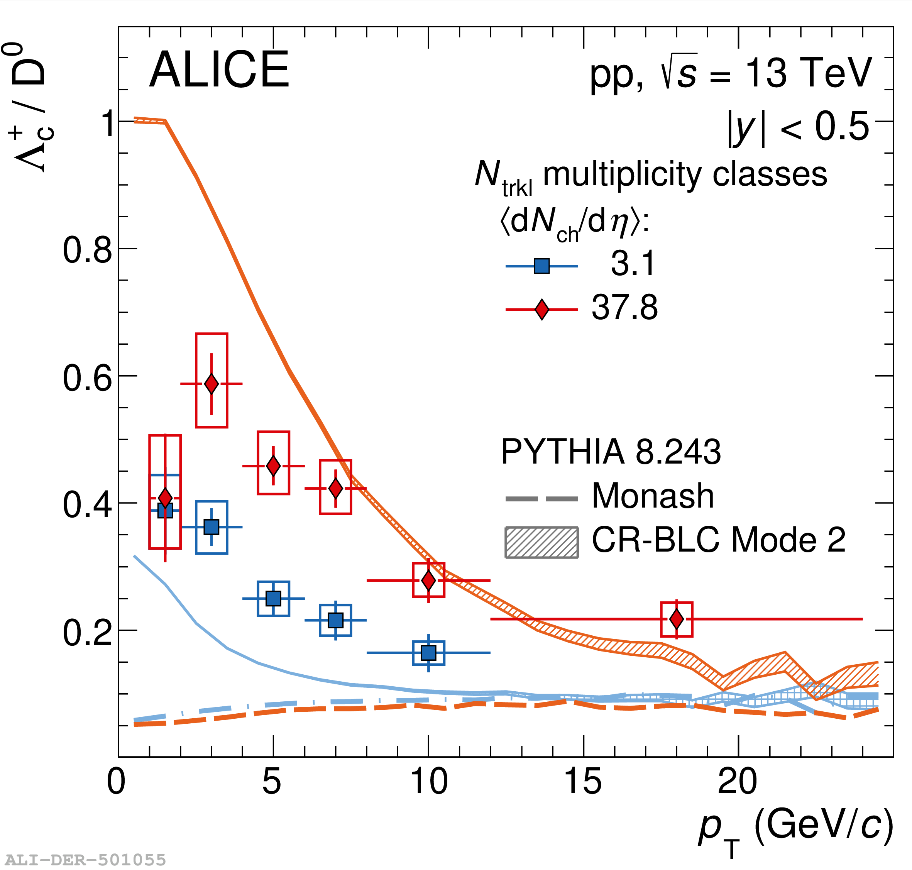 ALICE
pp, √s = 13 TeV
|y| < 0.5
N_trkl multiplicity classes
⟨dN_ch/dη⟩:
3.1
37.8
PYTHIA 8.243
Monash
CR-BLC Mode 2
Λ_c^+ / D^0
1
0.8
0.6
0.4
0.2
0 5 10 15 20
p_T (GeV/c)
ALI-DER-501055